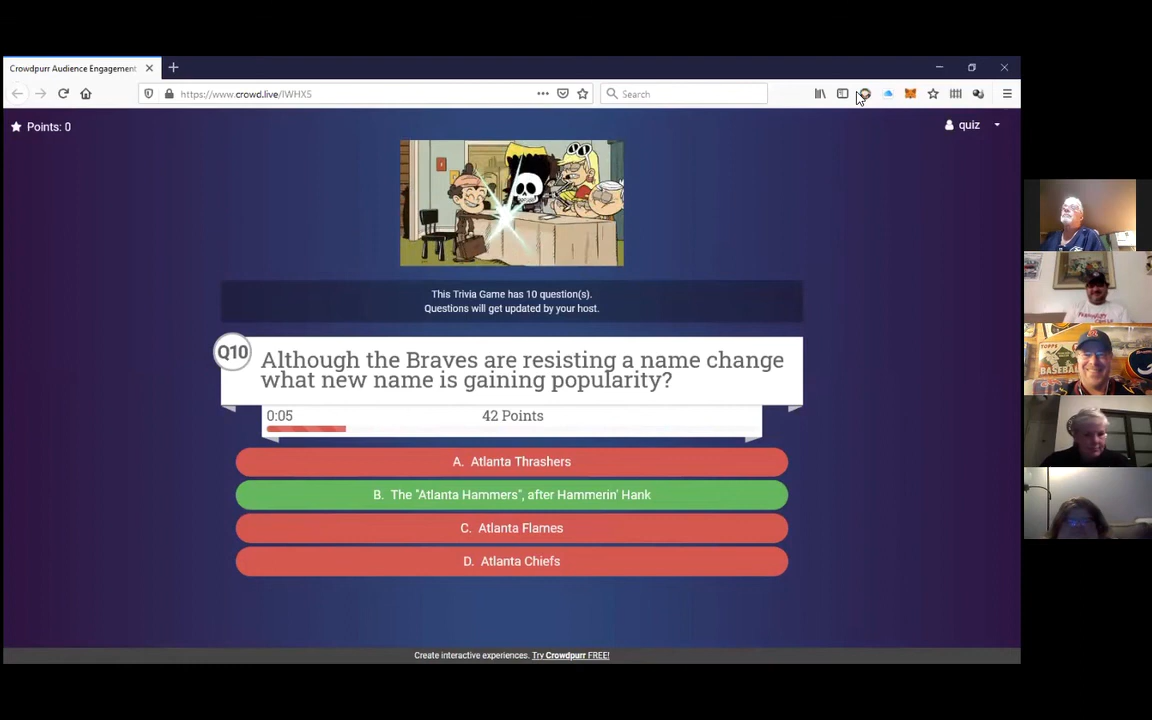 Crowdpurr Audience Engagement
https://www.crowd.live/IWHXS
Search
Points: 0
quiz
This Trivia Game has 10 question(s).
Questions will get updated by your host.
Q10
Although the Braves are resisting a name change
what new name is gaining popularity?
0:05
42 Points
A. Atlanta Thrashers
B. The "Atlanta Hammers", after Hammerin' Hank
C. Atlanta Flames
D. Atlanta Chiefs
Create interactive experiences. Try Crowdpurr FREE!
TOPPS
BASEBALL